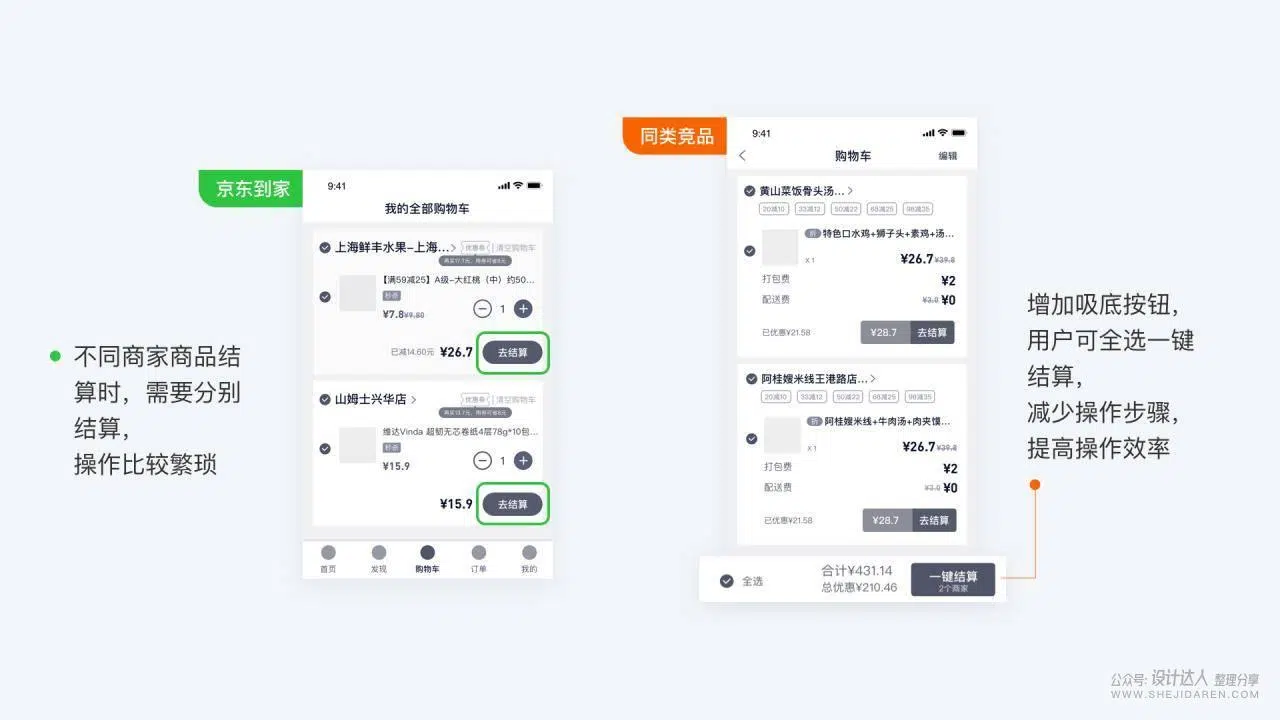 京东到家
9:41
我的全部购物车
上海鲜丰水果-上海... 优惠卷 清空购物车
再买17.7元，用券可省8元
【满59减25】A级-大红桃（中）约50...
秒杀
¥7.8 ¥9.80
1
已减14.60元 ¥26.7 去结算
山姆士兴华店 优惠卷 清空购物车
维达Vinda 超韧无芯卷纸4层78g*10包...
秒杀
¥15.9
1
¥15.9 去结算
首页 发现 购物车 订单 我的
不同商家商品结
算时，需要分别
结算，
操作比较繁琐
同类竞品
9:41
购物车 编辑
黄山菜饭骨头汤...
20减10 33减12 50减22 68减25 98减35
折 特色口水鸡+狮子头+素鸡+汤...
x1 ¥26.7 ¥39.8
打包费 ¥2
配送费 ¥3.0 ¥0
已优惠¥21.58 ¥28.7 去结算
阿桂嫂米线王港路店...
20减10 33减12 50减22 68减25 98减35
折 阿桂嫂米线+牛肉汤+肉夹馍...
x1 ¥26.7 ¥39.8
打包费 ¥2
配送费 ¥3.0 ¥0
已优惠¥21.58 ¥28.7 去结算
全选 合计¥431.14 一键结算
总优惠¥210.46 2个商家
增加吸底按钮，
用户可全选一键
结算，
减少操作步骤，
提高操作效率
公众号: 设计达人 整理分享
WWW.SHEJIDAREN.COM